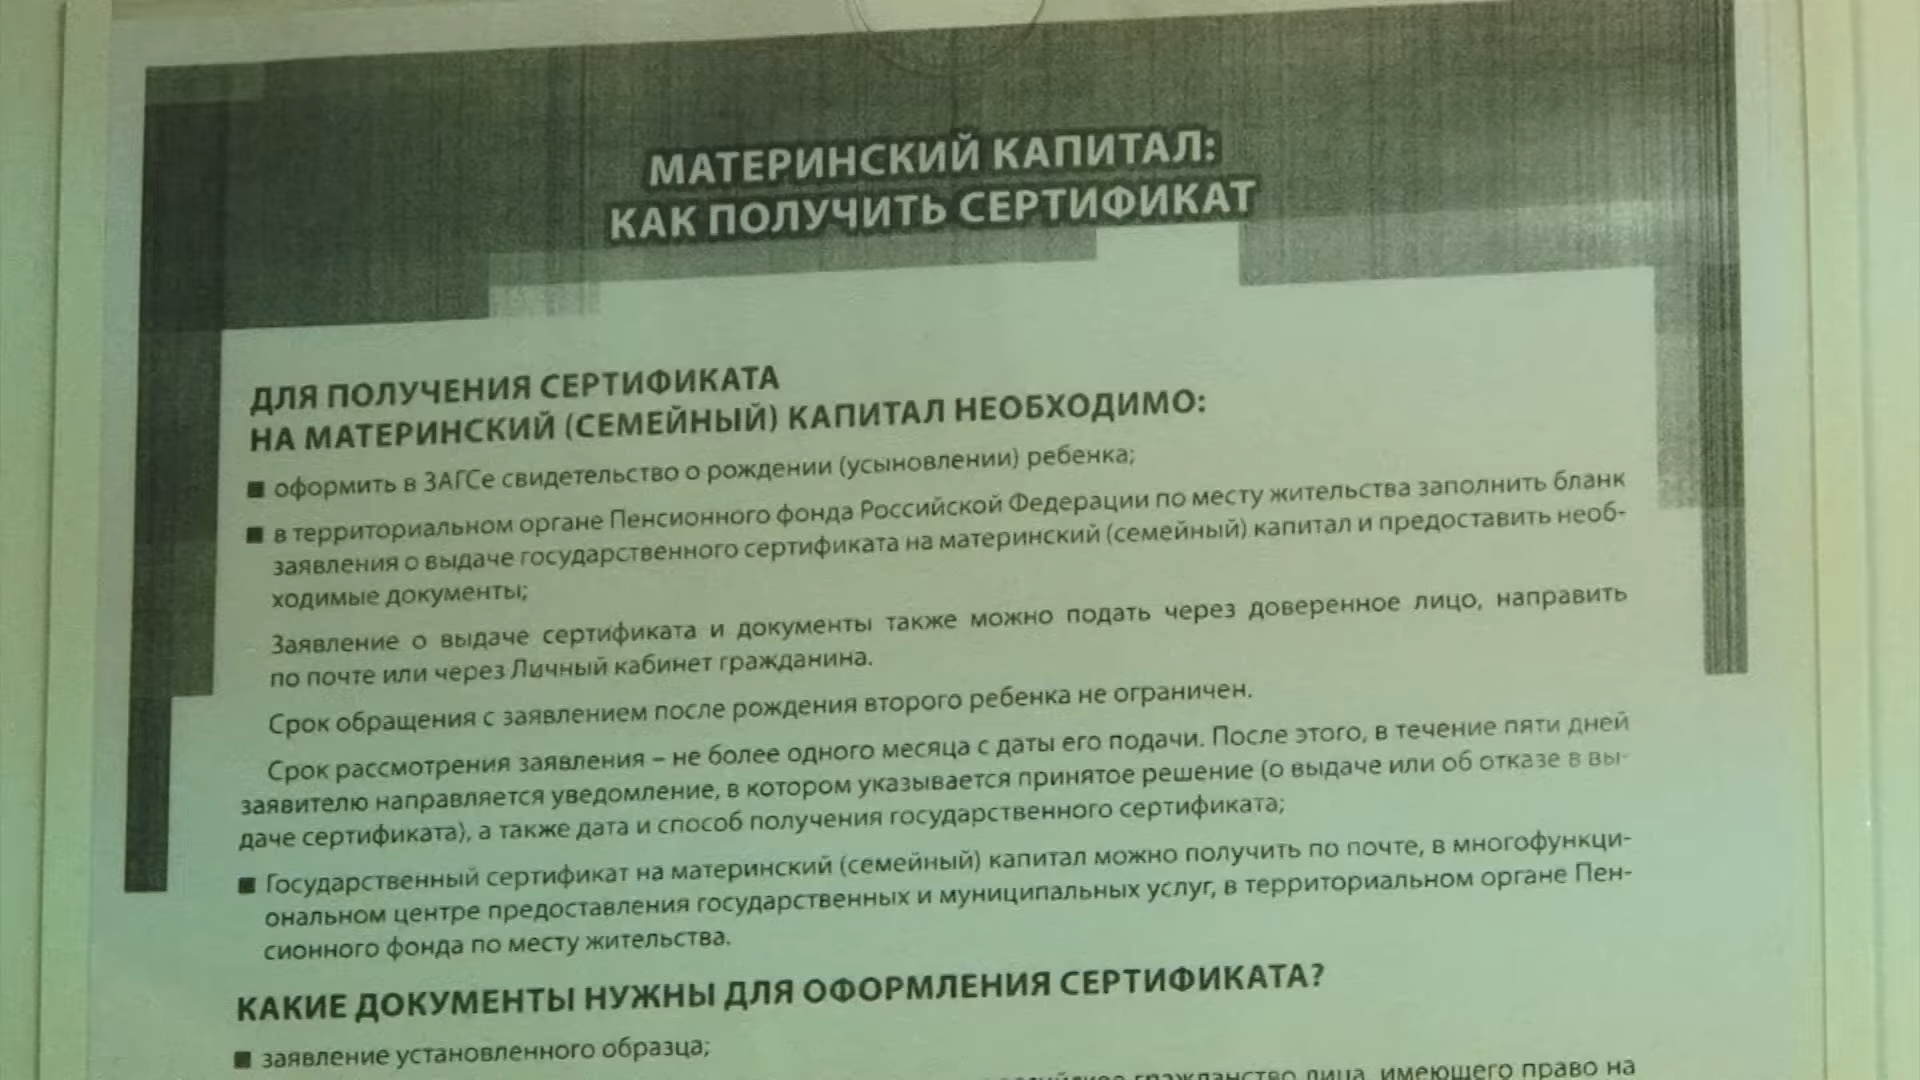 МАТЕРИНСКИЙ КАПИТАЛ:
КАК ПОЛУЧИТЬ СЕРТИФИКАТ
ДЛЯ ПОЛУЧЕНИЯ СЕРТИФИКАТА
НА МАТЕРИНСКИЙ (СЕМЕЙНЫЙ) КАПИТАЛ НЕОБХОДИМО:
■ оформить в ЗАГСе свидетельство о рождении (усыновлении) ребенка;
■ в территориальном органе Пенсионного фонда Российской Федерации по месту жительства заполнить бланк
заявления о выдаче государственного сертификата на материнский (семейный) капитал и предоставить необ-
ходимые документы;
Заявление о выдаче сертификата и документы также можно подать через доверенное лицо, направить
по почте или через Личный кабинет гражданина.
Срок обращения с заявлением после рождения второго ребенка не ограничен.
Срок рассмотрения заявления – не более одного месяца с даты его подачи. После этого, в течение пяти дней
заявителю направляется уведомление, в котором указывается принятое решение (о выдаче или об отказе в вы-
даче сертификата), а также дата и способ получения государственного сертификата;
■ Государственный сертификат на материнский (семейный) капитал можно получить по почте, в многофункци-
ональном центре предоставления государственных и муниципальных услуг, в территориальном органе Пен-
сионного фонда по месту жительства.
КАКИЕ ДОКУМЕНТЫ НУЖНЫ ДЛЯ ОФОРМЛЕНИЯ СЕРТИФИКАТА?
■ заявление установленного образца;
гражданство лица, имеющего право на